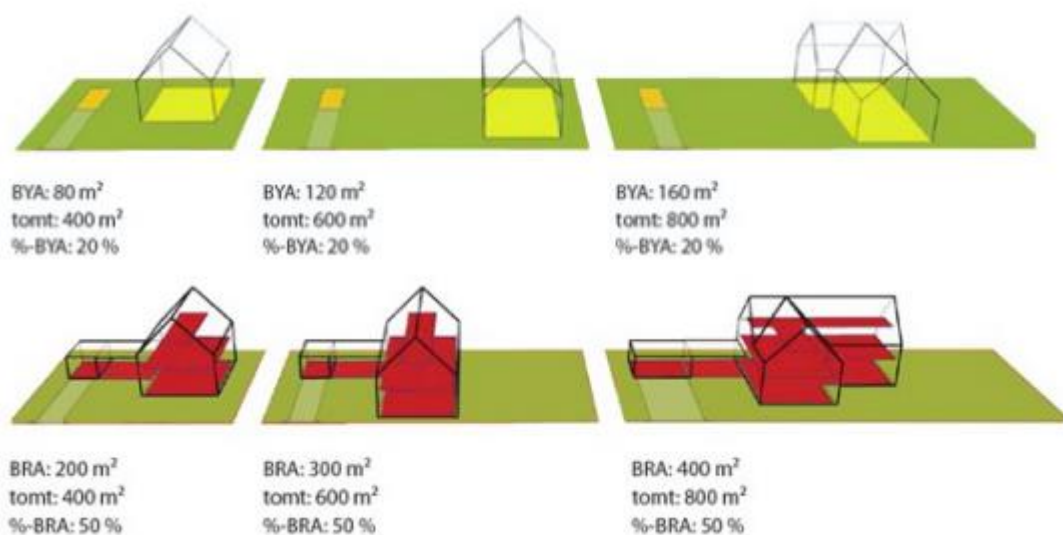 BYA: 80 m²
tomt: 400 m²
%-BYA: 20 %
BYA: 120 m²
tomt: 600 m²
%-BYA: 20 %
BYA: 160 m²
tomt: 800 m²
%-BYA: 20 %
BRA: 200 m²
tomt: 400 m²
%-BRA: 50 %
BRA: 300 m²
tomt: 600 m²
%-BRA: 50 %
BRA: 400 m²
tomt: 800 m²
%-BRA: 50 %